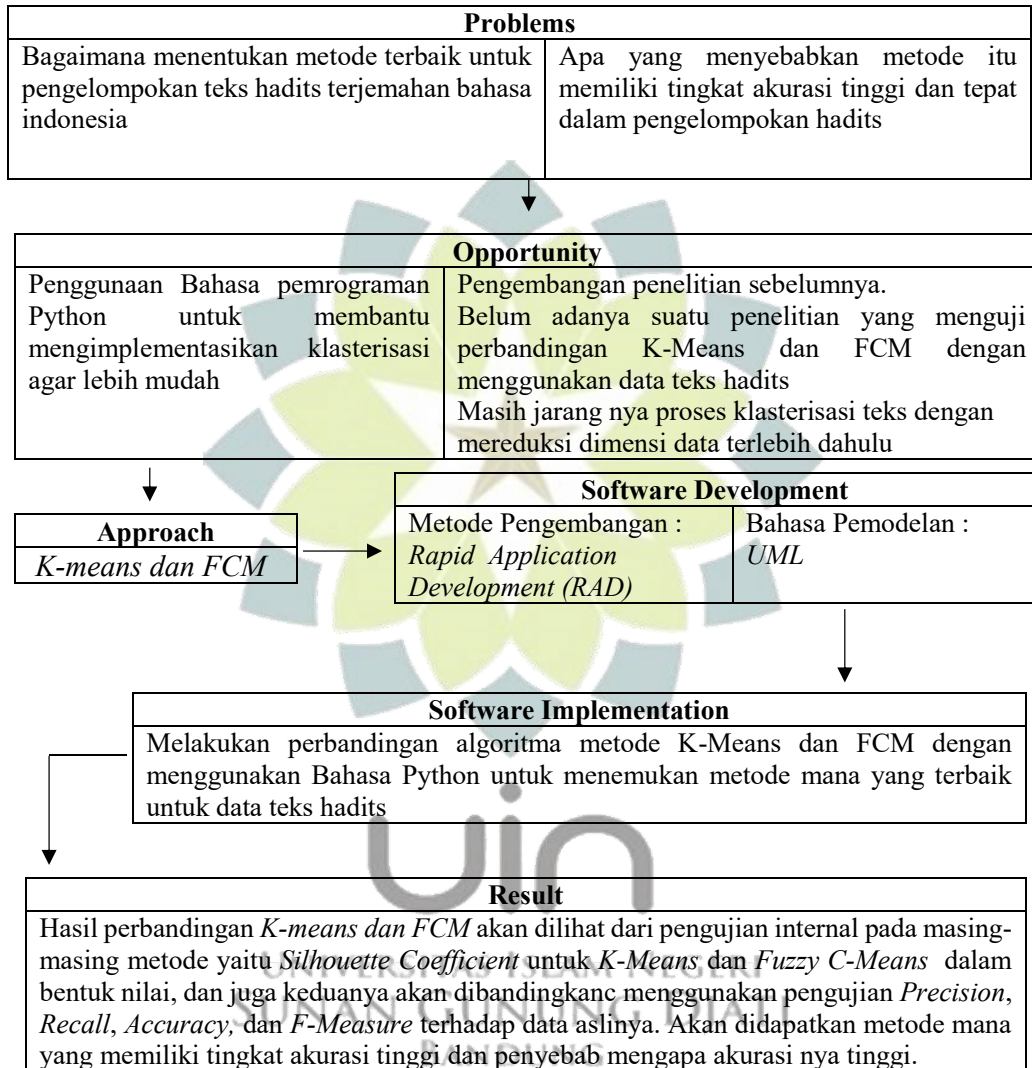 Problems
Bagaimana menentukan metode terbaik untuk
pengelompokan teks hadits terjemahan bahasa
indonesia
Apa yang menyebabkan metode itu
memiliki tingkat akurasi tinggi dan tepat
dalam pengelompokan hadits
Opportunity
Penggunaan Bahasa pemrograman
Python untuk membantu
mengimplementasikan klasterisasi
agar lebih mudah
Pengembangan penelitian sebelumnya.
Belum adanya suatu penelitian yang menguji
perbandingan K-Means dan FCM dengan
menggunakan data teks hadits
Masih jarang nya proses klasterisasi teks dengan
mereduksi dimensi data terlebih dahulu
Approach
K-means dan FCM
Software Development
Metode Pengembangan :
Rapid Application
Development (RAD)
Bahasa Pemodelan :
UML
Software Implementation
Melakukan perbandingan algoritma metode K-Means dan FCM dengan
menggunakan Bahasa Python untuk menemukan metode mana yang terbaik
untuk data teks hadits
uin
Result
Hasil perbandingan K-means dan FCM akan dilihat dari pengujian internal pada masing-
masing metode yaitu Silhouette Coefficient untuk K-Means dan Fuzzy C-Means dalam
bentuk nilai, dan juga keduanya akan dibandingkanc menggunakan pengujian Precision,
Recall, Accuracy, dan F-Measure terhadap data aslinya. Akan didapatkan metode mana
yang memiliki tingkat akurasi tinggi dan penyebab mengapa akurasi nya tinggi.
UNIVERSITAS ISLAM NEGERI
SUNAN GUNUNG DJATI
BANDUNG